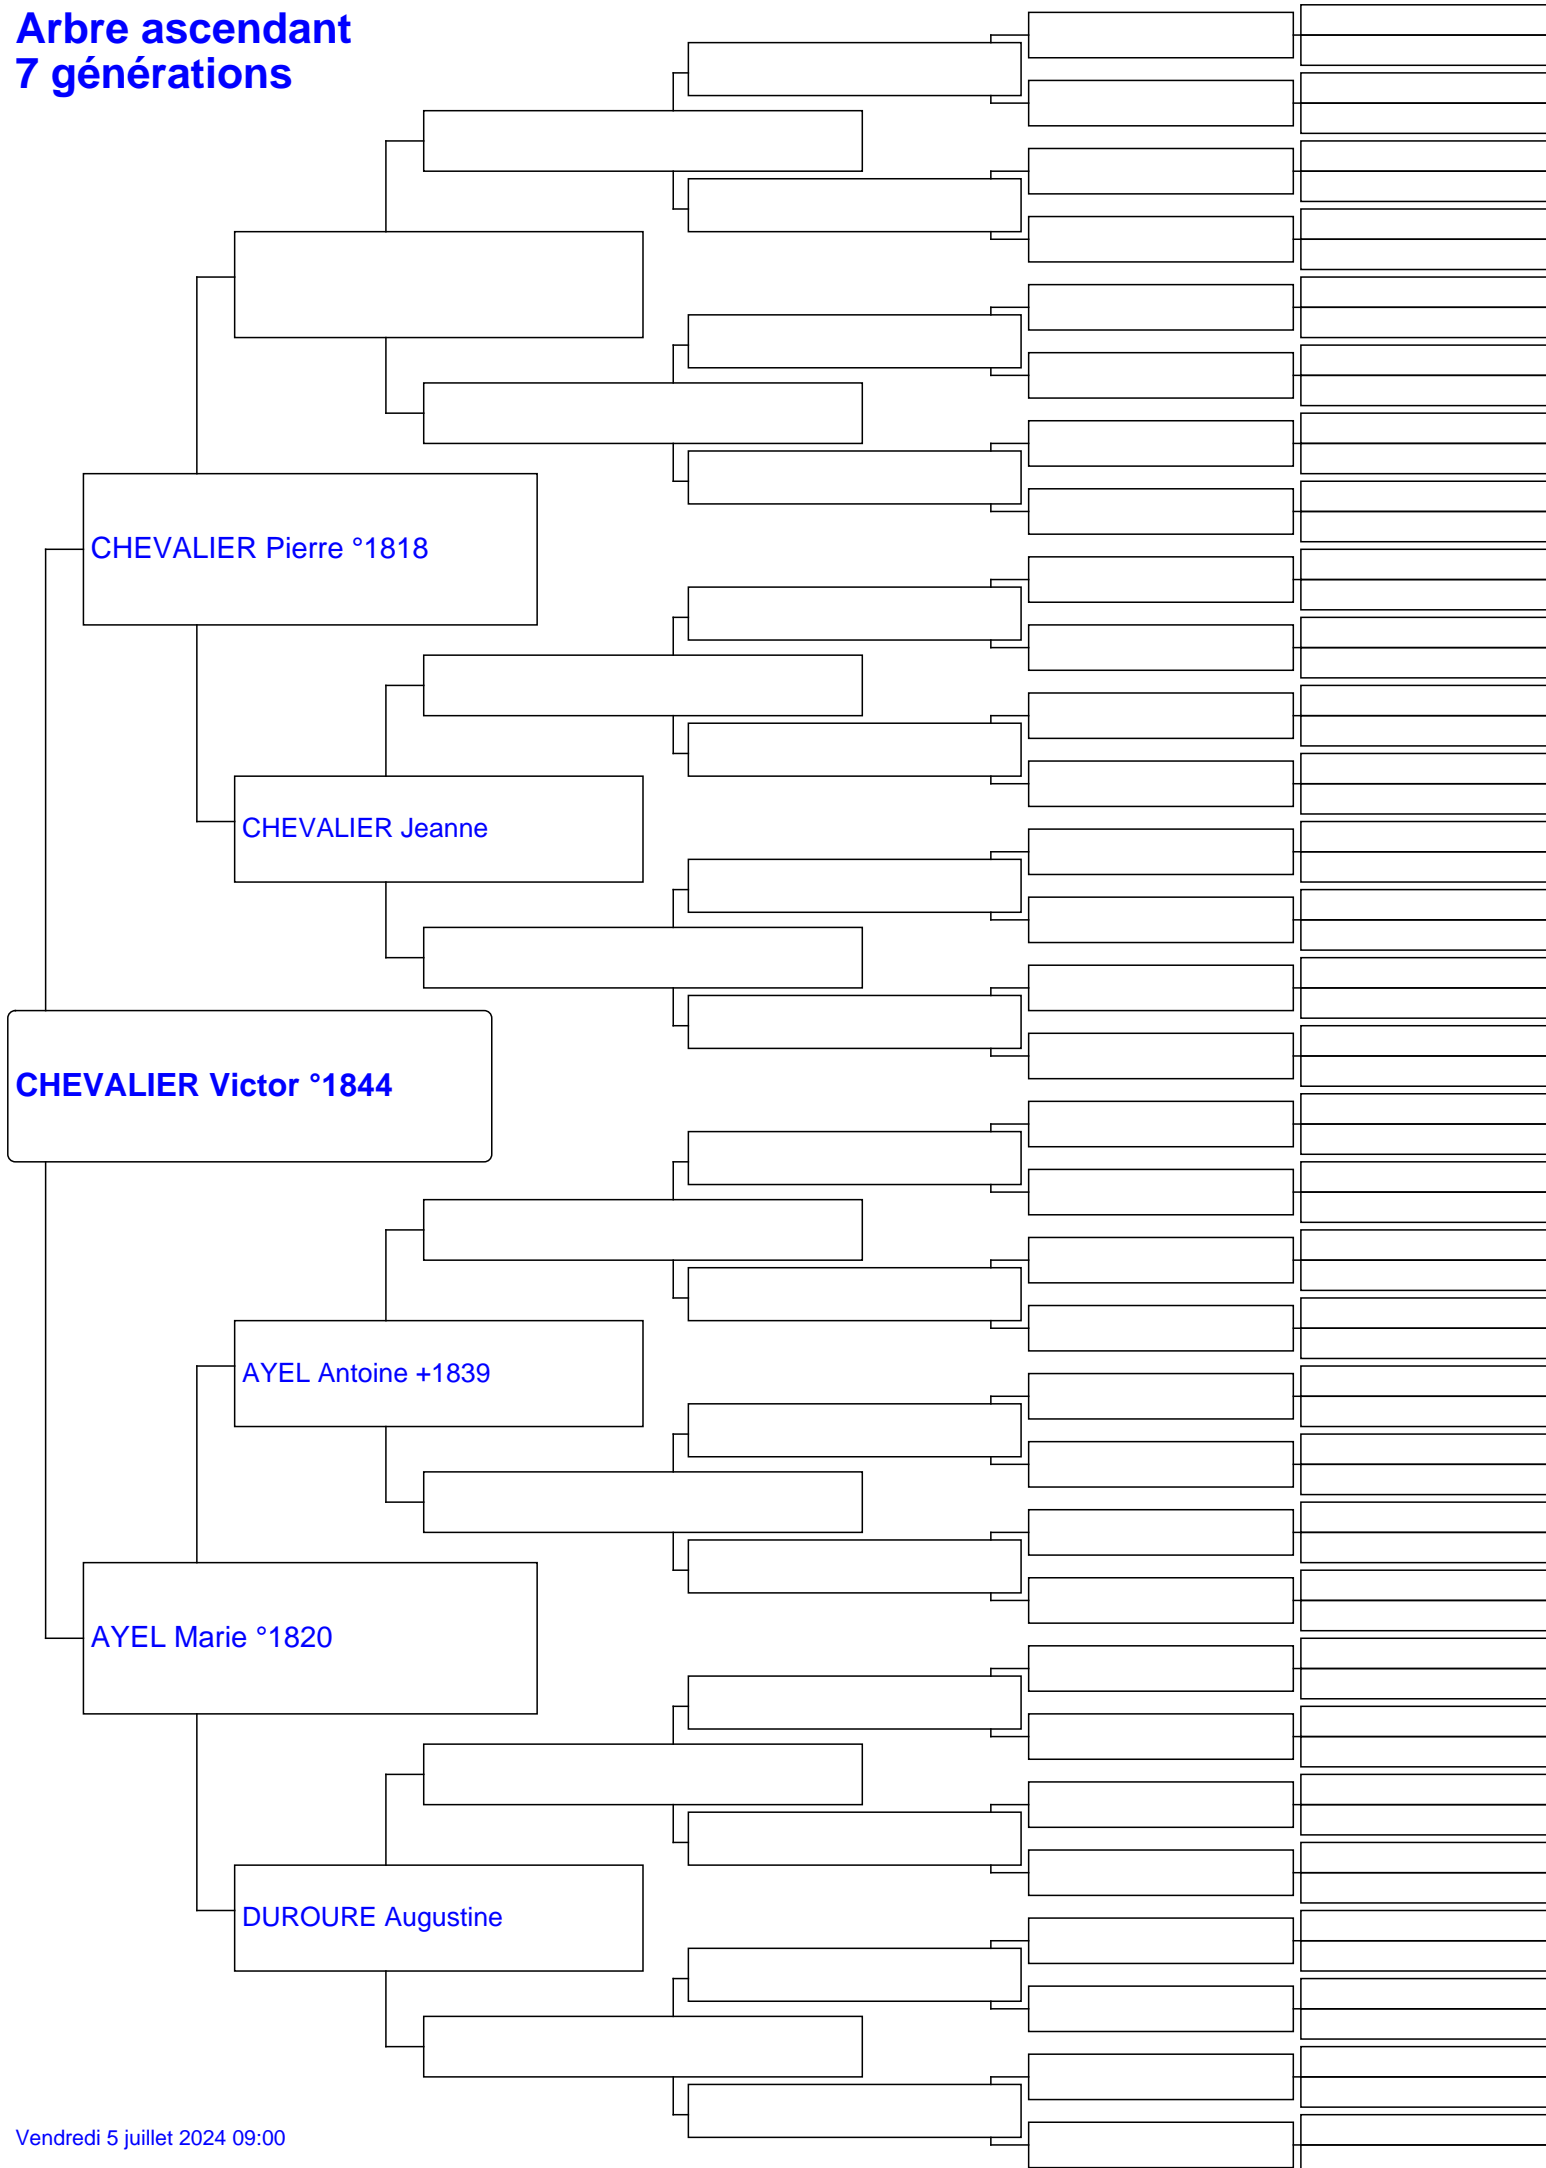 Arbre ascendant
7 générations
CHEVALIER Pierre °1818
CHEVALIER Jeanne
CHEVALIER Victor °1844
AYEL Antoine +1839
AYEL Marie °1820
DUROURE Augustine
Vendredi 5 juillet 2024 09:00